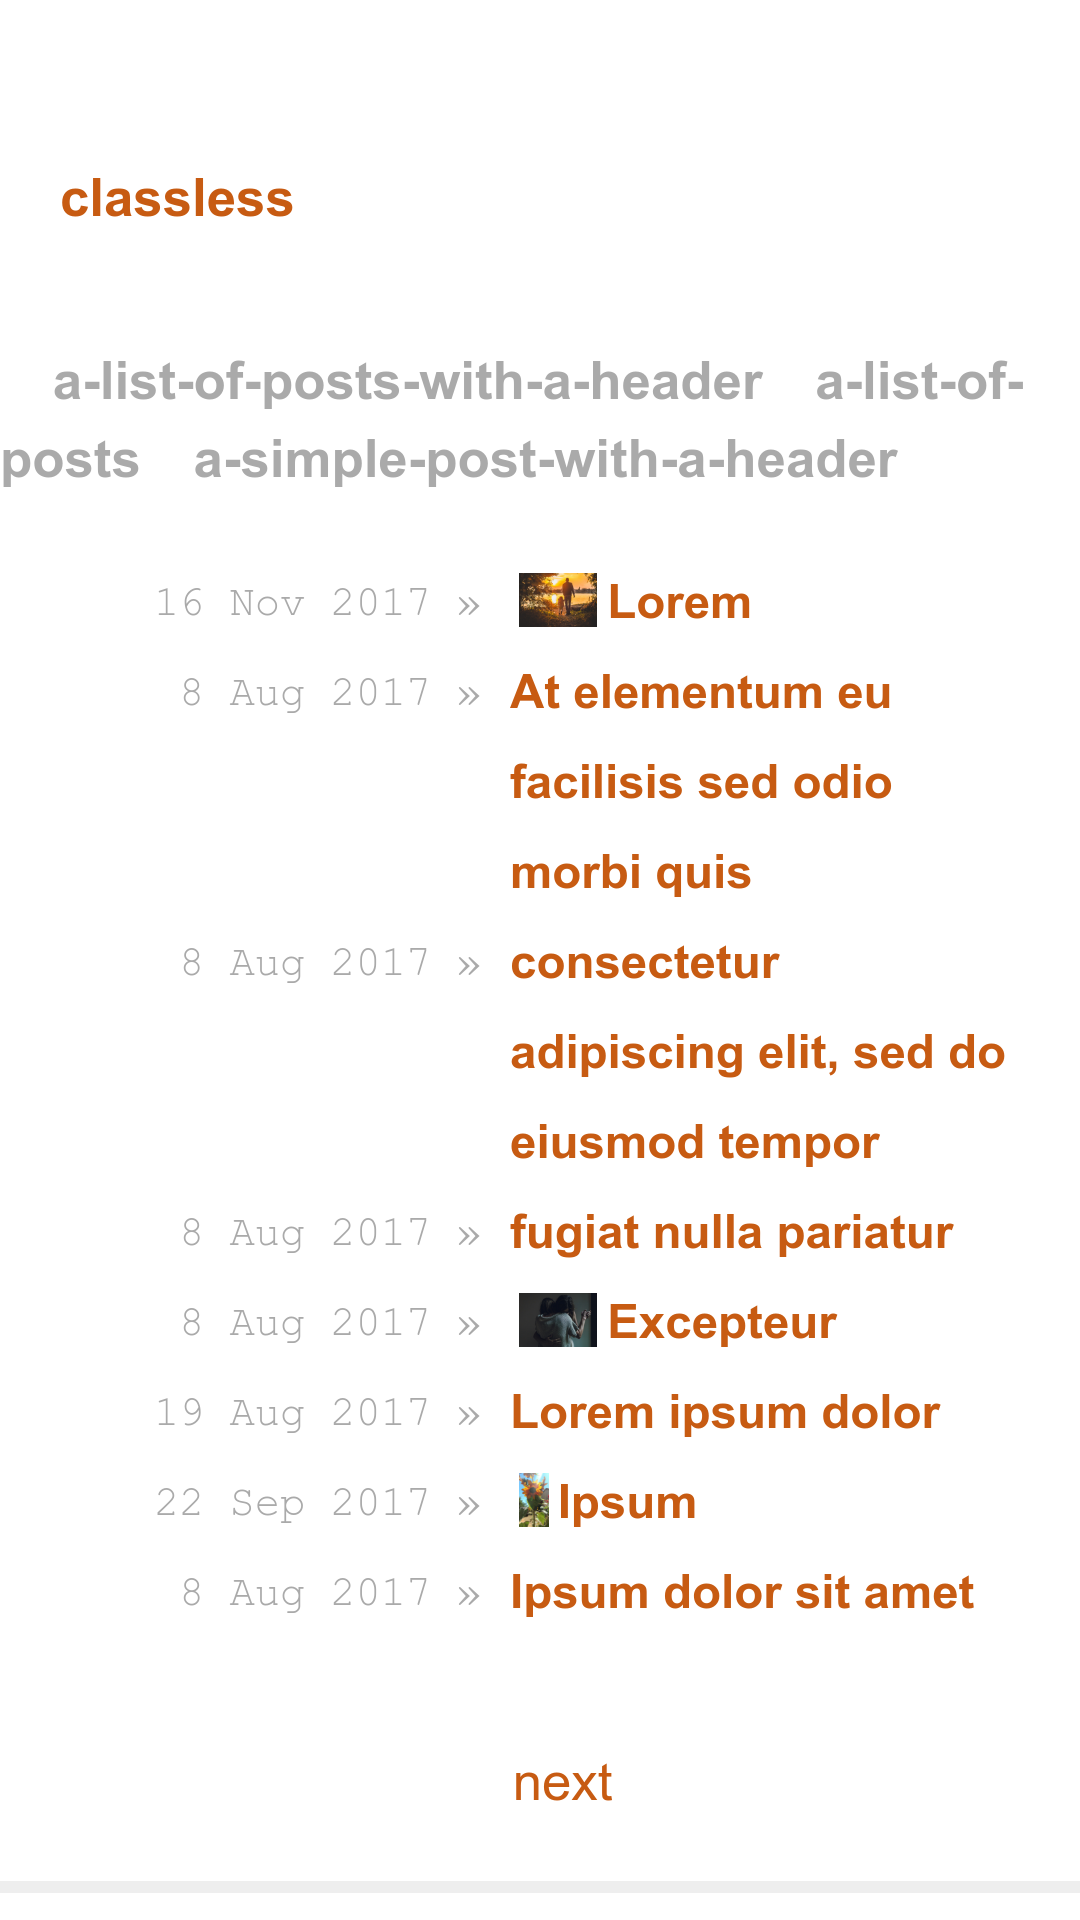 classless
a-list-of-posts-with-a-header a-list-of-
posts a-simple-post-with-a-header
16 Nov 2017 » Lorem
8 Aug 2017 » At elementum eu
facilisis sed odio
morbi quis
8 Aug 2017 » consectetur
adipiscing elit, sed do
eiusmod tempor
8 Aug 2017 » fugiat nulla pariatur
8 Aug 2017 » Excepteur
19 Aug 2017 » Lorem ipsum dolor
22 Sep 2017 » Ipsum
8 Aug 2017 » Ipsum dolor sit amet
next